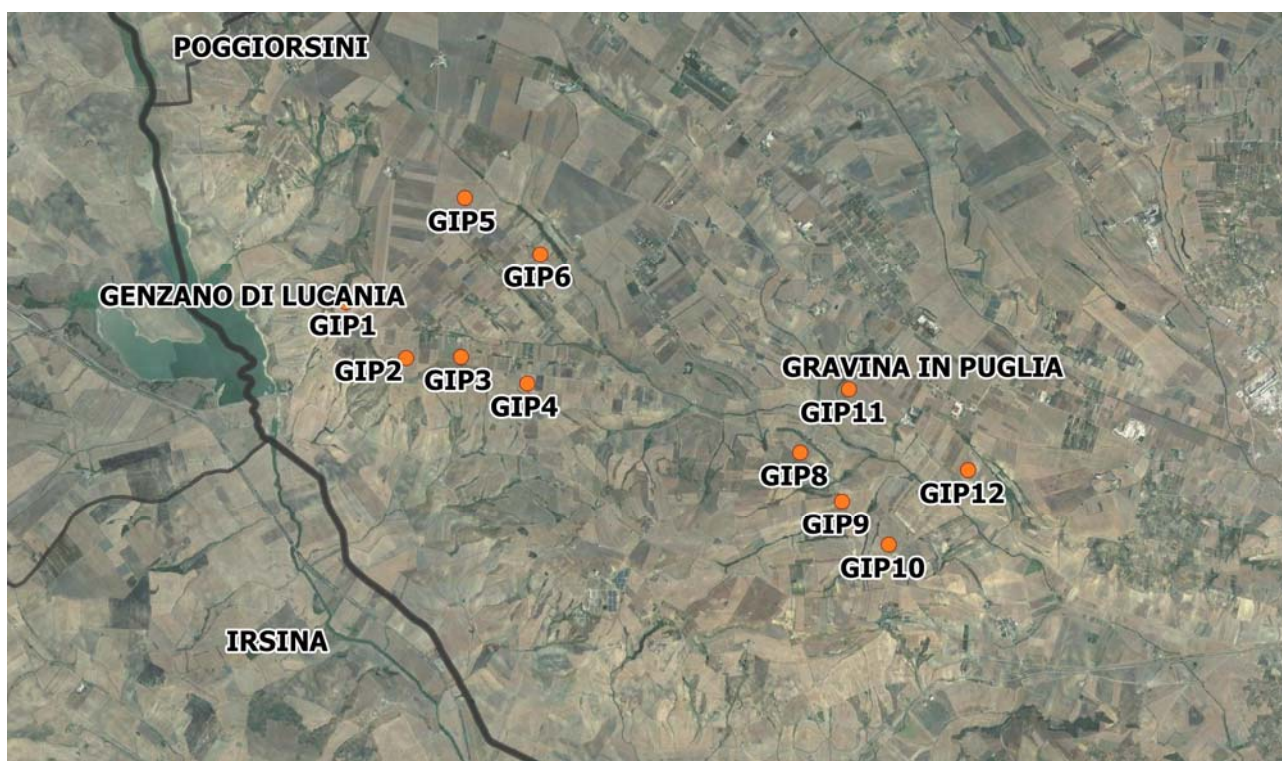 POGGIORSINI
GIP5
GIP6
GENZANO DI LUCANIA
GIP1
GIP2
GIP3
GIP4
GRAVINA IN PUGLIA
GIP11
GIP8
GIP12
GIP9
GIP10
IRSINA